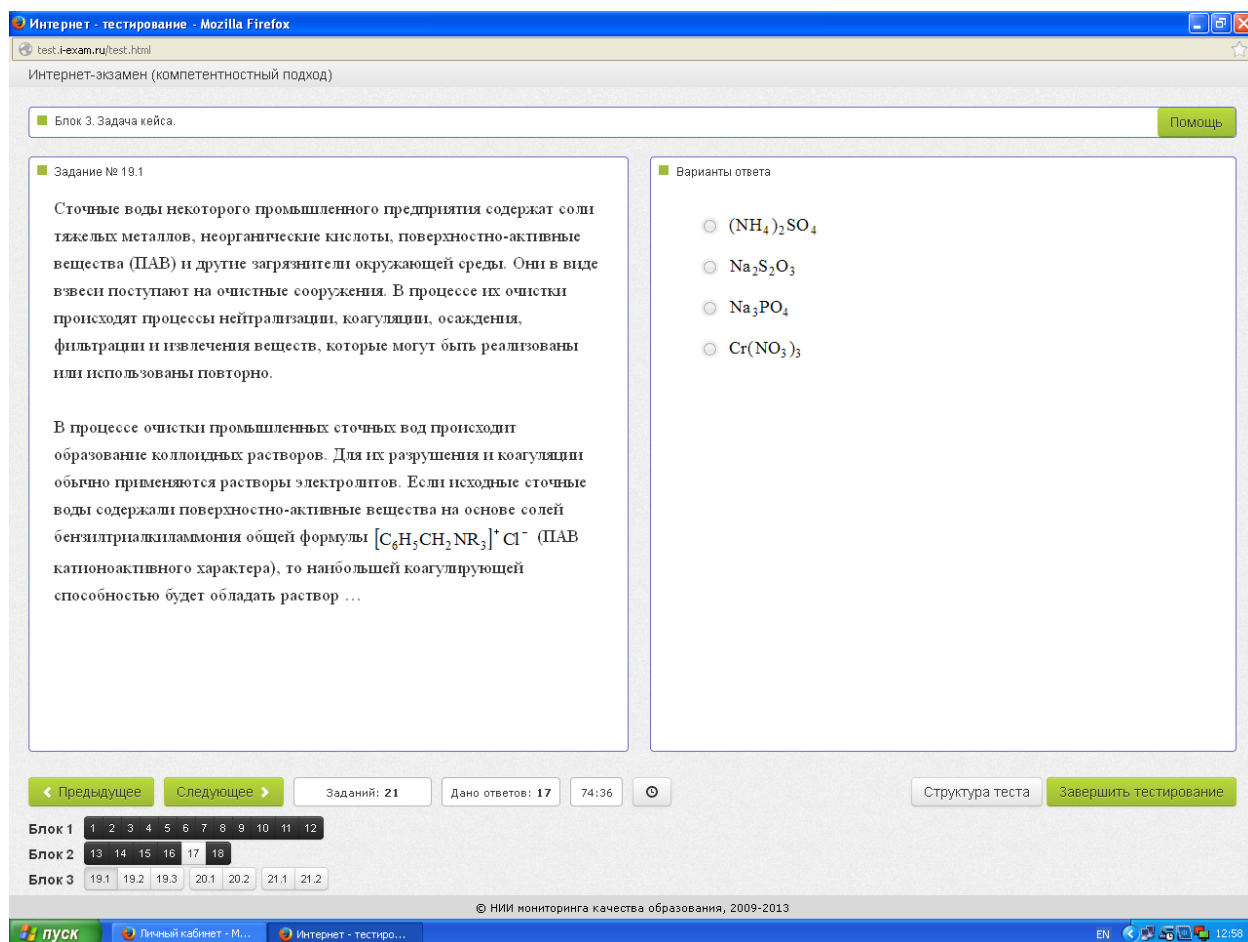 Интернет - тестирование - Mozilla Firefox
test.i-exam.ru/test.html
Интернет-экзамен (компетентностный подход)
Блок 3. Задача кейса.
Помощь
Задание № 19.1
Сточные воды некоторого промышленного предприятия содержат соли
тяжелых металлов, неорганические кислоты, поверхностно-активные
вещества (ПАВ) и другие загрязнители окружающей среды. Они в виде
взвеси поступают на очистные сооружения. В процессе их очистки
происходят процессы нейтрализации, коагуляции, осаждения,
фильтрации и извлечения веществ, которые могут быть реализованы
или использованы повторно.
В процессе очистки промышленных сточных вод происходит
образование коллоидных растворов. Для их разрушения и коагуляции
обычно применяются растворы электролитов. Если исходные сточные
воды содержали поверхностно-активные вещества на основе солей
бензилтриалкиламмония общей формулы [C₆H₅CH₂NR₃]⁺Cl⁻ (ПАВ
катионоактивного характера), то наибольшей коагулирующей
способностью будет обладать раствор ...
Варианты ответа
(NH₄)₂SO₄
Na₂S₂O₃
Na₃PO₄
Cr(NO₃)₃
Предыдущее
Следующее
Заданий: 21
Дано ответов: 17
74:36
Структура теста
Завершить тестирование
Блок 1 1 2 3 4 5 6 7 8 9 10 11 12
Блок 2 13 14 15 16 17 18
Блок 3 19.1 19.2 19.3 20.1 20.2 21.1 21.2
© НИИ мониторинга качества образования, 2009-2013
пуск
Личный кабинет - М...
Интернет - тестиро...
EN
12:58